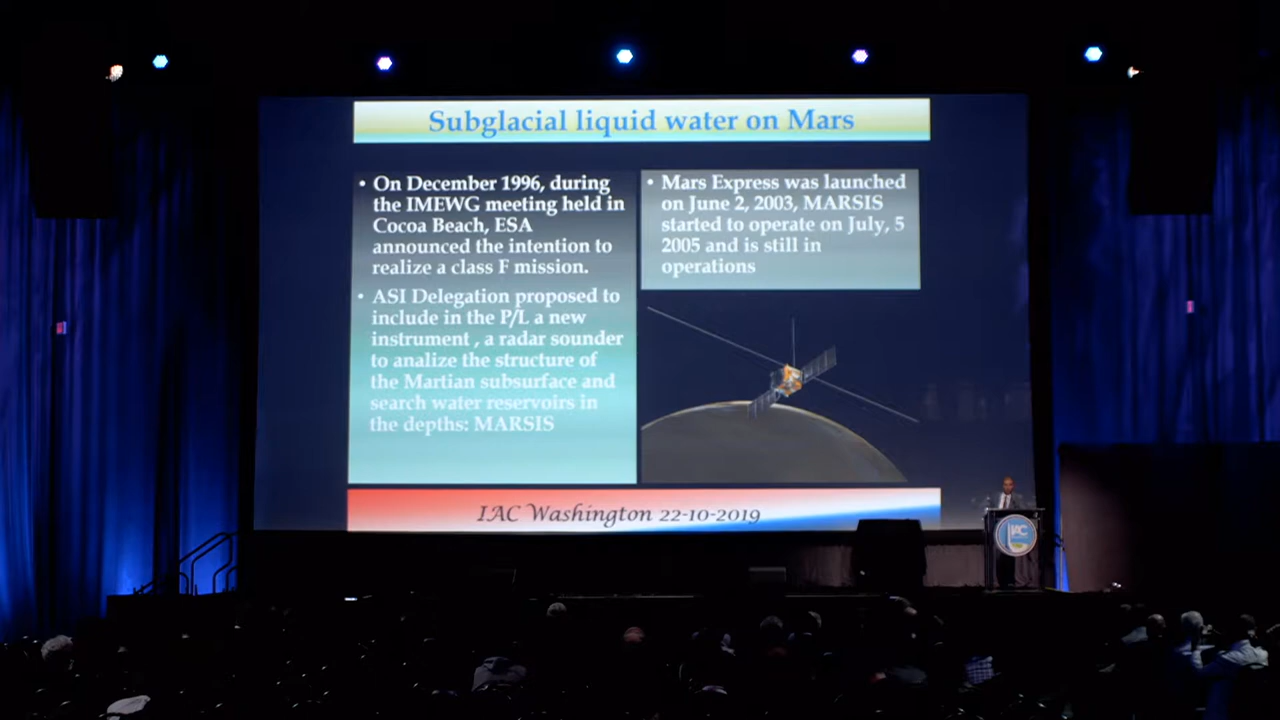 Subglacial liquid water on Mars
• On December 1996, during
the IMEWG meeting held in
Cocoa Beach, ESA
announced the intention to
realize a class F mission.
• ASI Delegation proposed to
include in the P/L a new
instrument , a radar sounder
to analize the structure of
the Martian subsurface and
search water reservoirs in
the depths: MARSIS
• Mars Express was launched
on June 2, 2003, MARSIS
started to operate on July, 5
2005 and is still in
operations
IAC Washington 22-10-2019
IAC